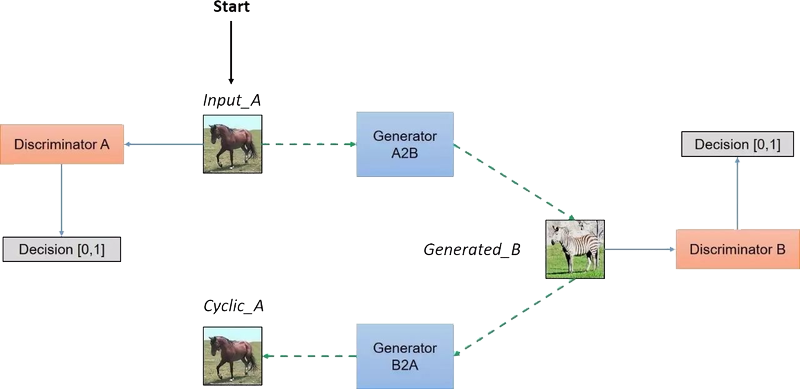 Start
Input_A
Discriminator A
Generator
A2B
Decision [0,1]
Decision [0,1]
Generated_B
Discriminator B
Cyclic_A
Generator
B2A